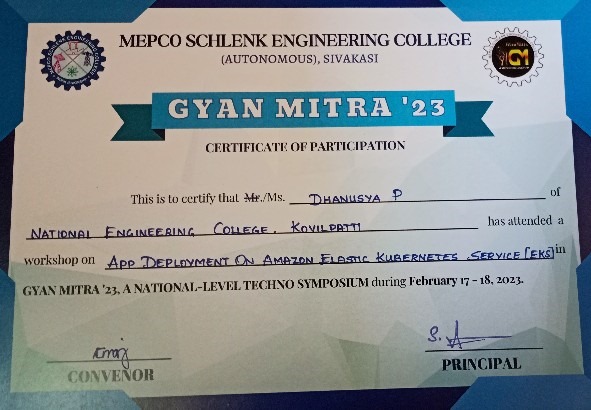 MEPCO SCHLENK ENGINEERING COLLEGE
(AUTONOMOUS), SIVAKASI
GYAN MITRA '23
CERTIFICATE OF PARTICIPATION
This is to certify that Mr./Ms. DHANUSYA P of
NATIONAL ENGINEERING COLLEGE, KOVILPATTI has attended a
workshop on APP DEPLOYMENT ON AMAZON ELASTIC KUBERNETES SERVICE [EKS] in
GYAN MITRA '23, A NATIONAL-LEVEL TECHNO SYMPOSIUM during February 17 - 18, 2023.
CONVENOR
PRINCIPAL